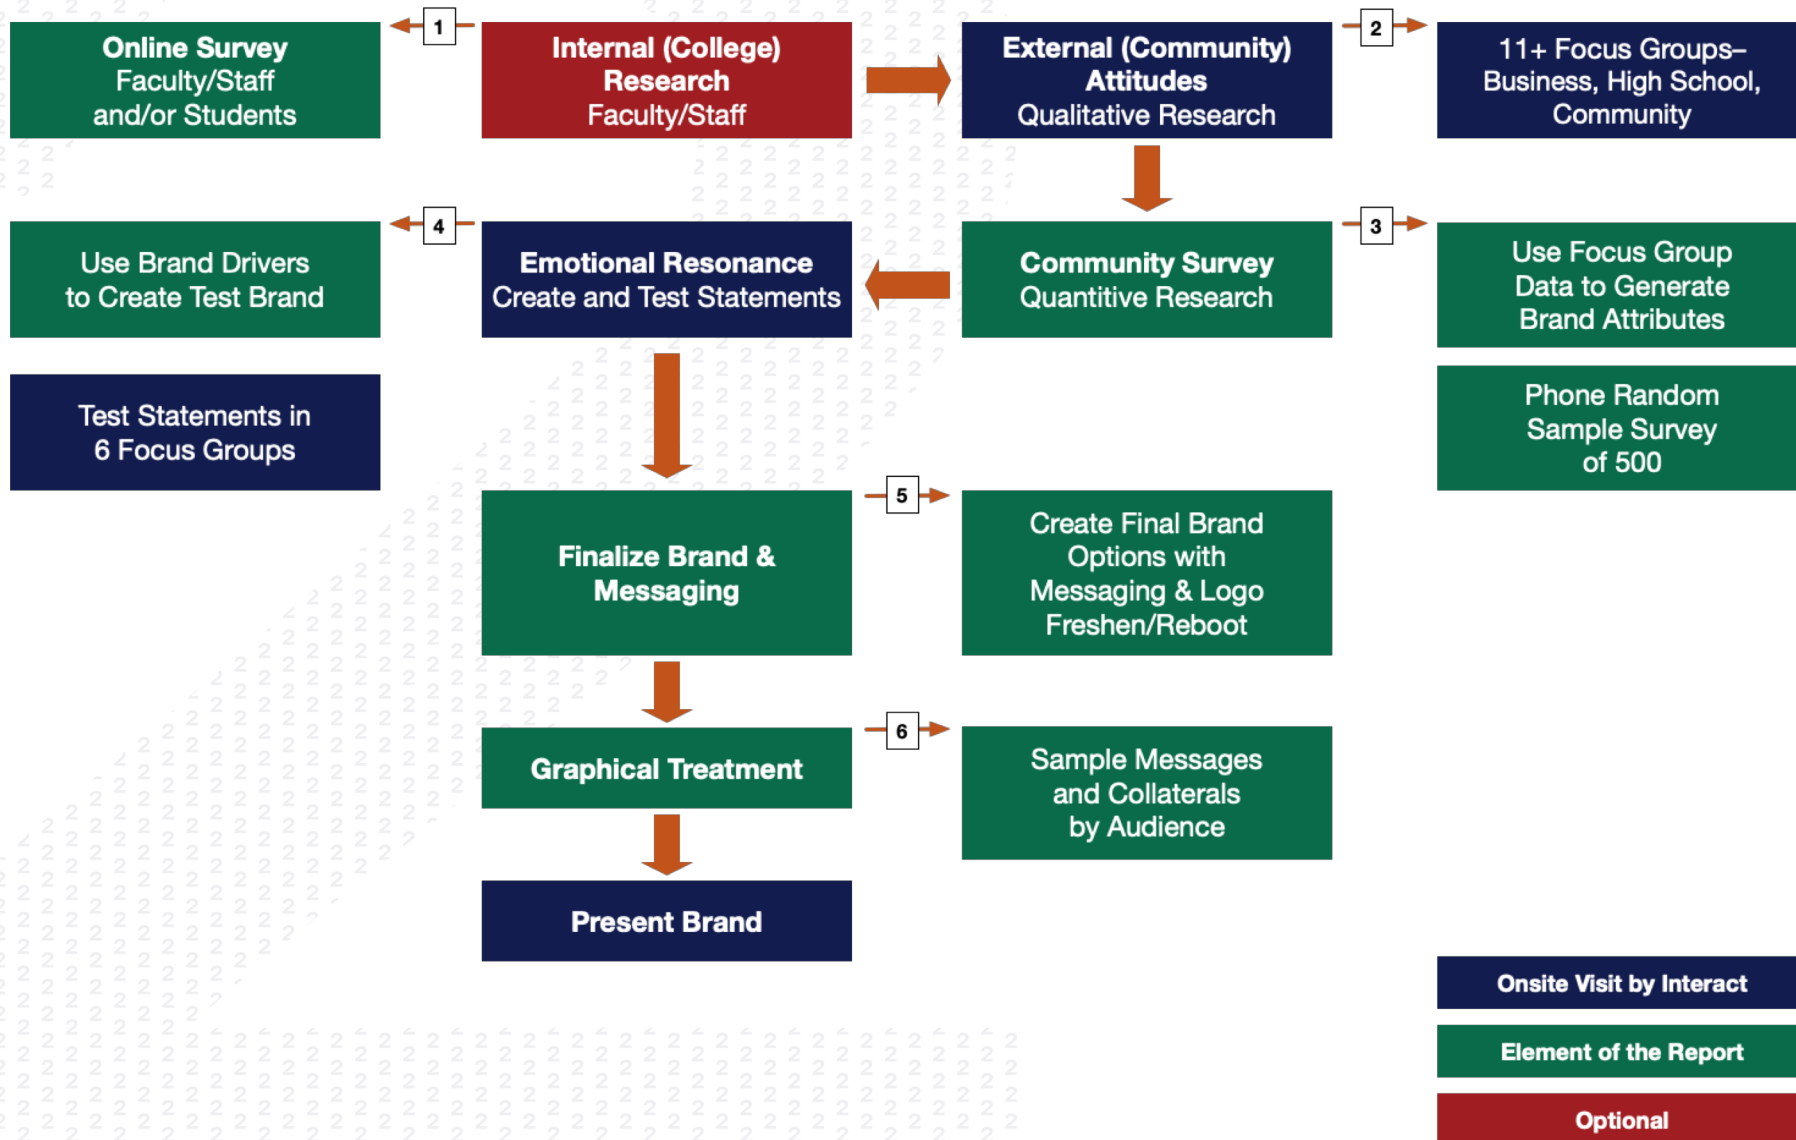 Online Survey
Faculty/Staff
and/or Students
1
Internal (College)
Research
Faculty/Staff
External (Community)
Attitudes
Qualitative Research
2
11+ Focus Groups–
Business, High School,
Community
Use Brand Drivers
to Create Test Brand
4
Emotional Resonance
Create and Test Statements
Community Survey
Quantitive Research
3
Use Focus Group
Data to Generate
Brand Attributes
Test Statements in
6 Focus Groups
Phone Random
Sample Survey
of 500
Finalize Brand &
Messaging
5
Create Final Brand
Options with
Messaging & Logo
Freshen/Reboot
Graphical Treatment
6
Sample Messages
and Collaterals
by Audience
Present Brand
Onsite Visit by Interact
Element of the Report
Optional